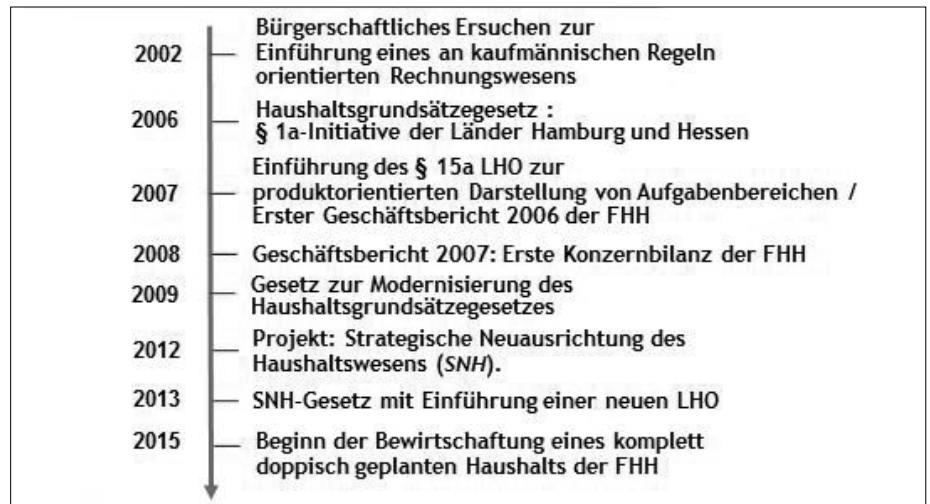 Bürgerschaftliches Ersuchen zur
2002 Einführung eines an kaufmännischen Regeln
orientierten Rechnungswesens
Haushaltsgrundsätzegesetz :
2006 § 1a-Initiative der Länder Hamburg und Hessen
Einführung des § 15a LHO zur
2007 produktorientierten Darstellung von Aufgabenbereichen /
Erster Geschäftsbericht 2006 der FHH
2008 Geschäftsbericht 2007: Erste Konzernbilanz der FHH
2009 Gesetz zur Modernisierung des
Haushaltsgrundsätzegesetzes
2012 Projekt: Strategische Neuausrichtung des
Haushaltswesens (SNH).
2013 SNH-Gesetz mit Einführung einer neuen LHO
2015 Beginn der Bewirtschaftung eines komplett
doppisch geplanten Haushalts der FHH